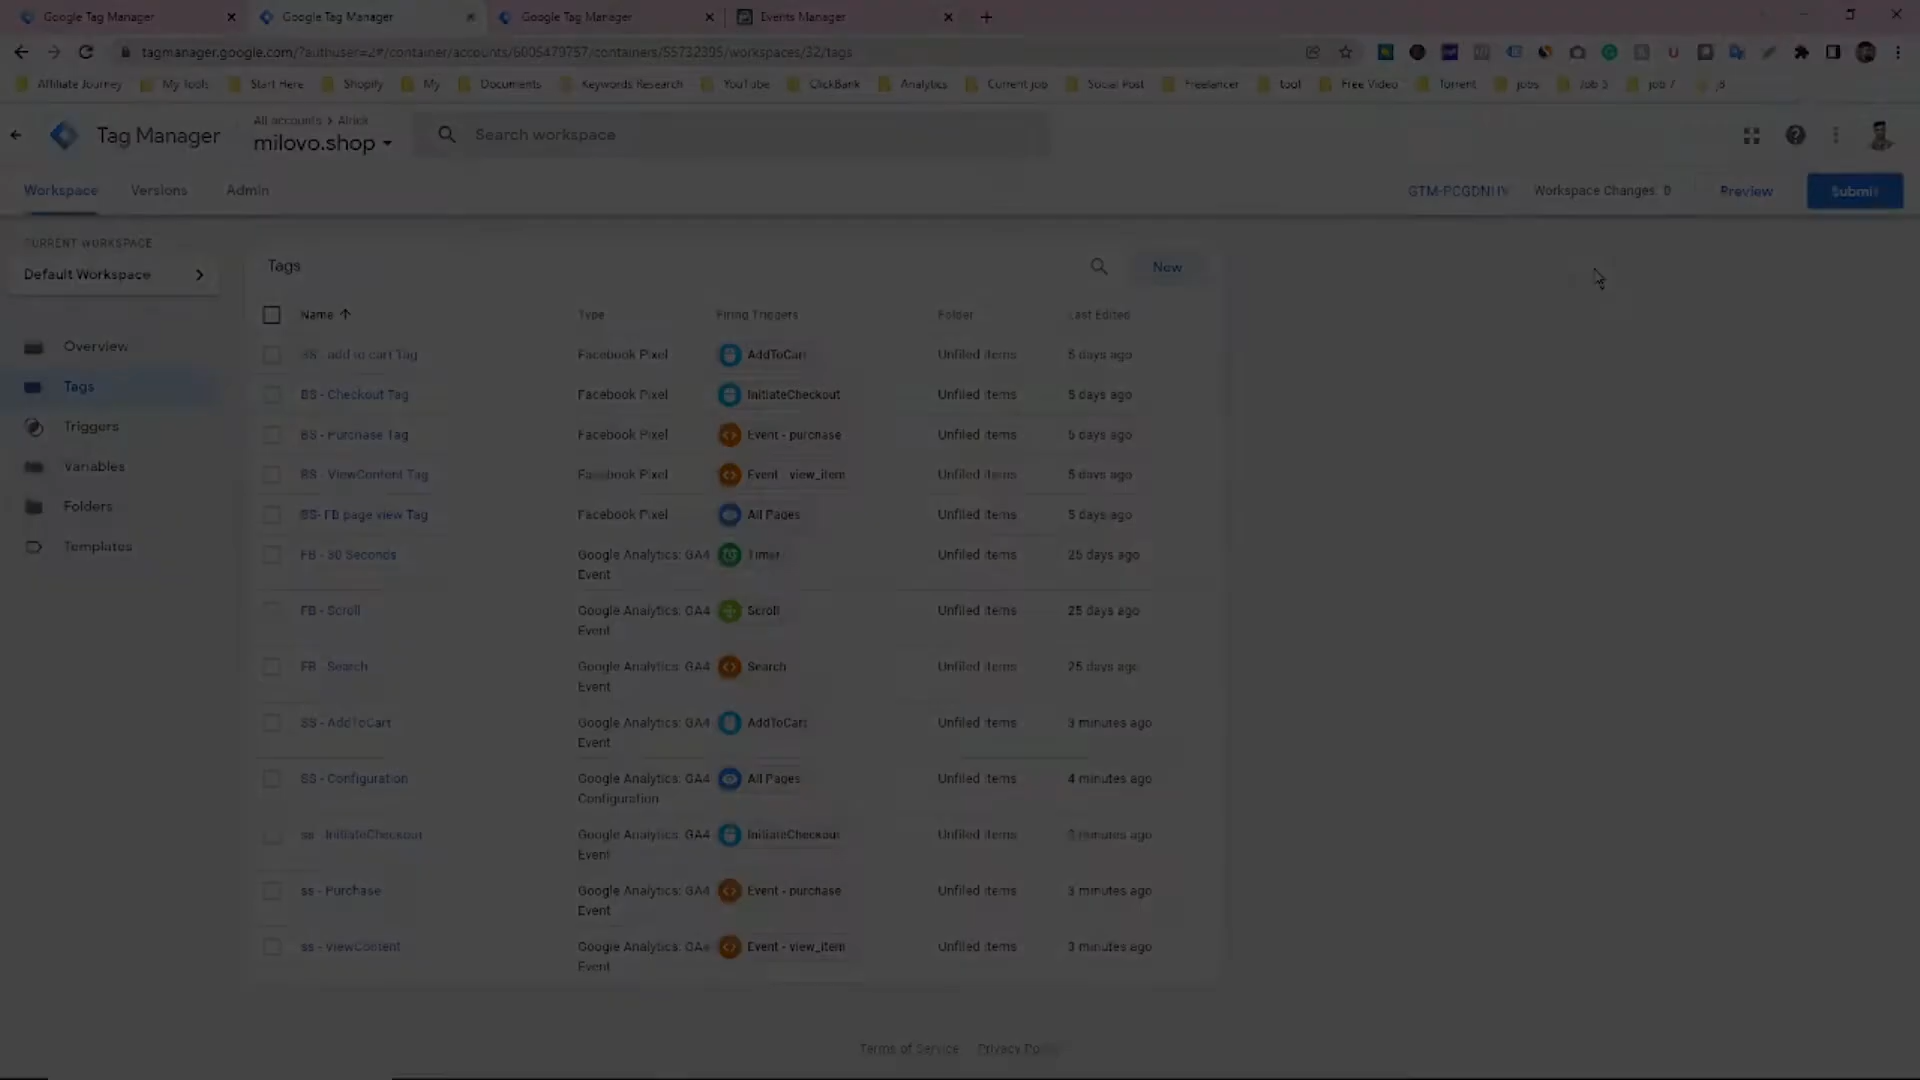 Google Tag Manager
Google Tag Manager
Google Tag Manager
Events Manager
tagmanager.google.com/?authuser=2#/container/accounts/6005479757/containers/55732395/workspaces/32/tags
Affiliate Journey
My Tools
Start Here
Shopify
My
Documents
Keywords Research
YouTube
ClickBank
Analytics
Current job
Social Post
Freelancer
tool
Free Video
Torrent
jobs
Job 5
job 7
j8
Tag Manager
All accounts > Alrick
milovo.shop
Search workspace
Workspace
Versions
Admin
Workspace Changes: 0
Preview
Submit
CURRENT WORKSPACE
Default Workspace
Overview
Tags
Triggers
Variables
Folders
Templates
Tags
New
Name Type Firing Triggers Folder Last Edited
SS - add to cart Tag Facebook Pixel AddToCart Unfiled items 5 days ago
BS - Checkout Tag Facebook Pixel InitiateCheckout Unfiled items 5 days ago
BS - Purchase Tag Facebook Pixel Event - purchase Unfiled items 5 days ago
BS - ViewContent Tag Facebook Pixel Event - view_item Unfiled items 5 days ago
BS- FB page view Tag Facebook Pixel All Pages Unfiled items 5 days ago
FB - 30 Seconds Google Analytics: GA4 Event Timer Unfiled items 25 days ago
FB - Scroll Google Analytics: GA4 Event Scroll Unfiled items 25 days ago
FB - Search Google Analytics: GA4 Event Search Unfiled items 25 days ago
SS - AddToCart Google Analytics: GA4 Event AddToCart Unfiled items 3 minutes ago
SS - Configuration Google Analytics: GA4 Configuration All Pages Unfiled items 4 minutes ago
ss - InitiateCheckout Google Analytics: GA4 Event InitiateCheckout Unfiled items 3 minutes ago
ss - Purchase Google Analytics: GA4 Event Event - purchase Unfiled items 3 minutes ago
ss - ViewContent Google Analytics: GA4 Event Event - view_item Unfiled items 3 minutes ago
Terms of Service
Privacy Policy